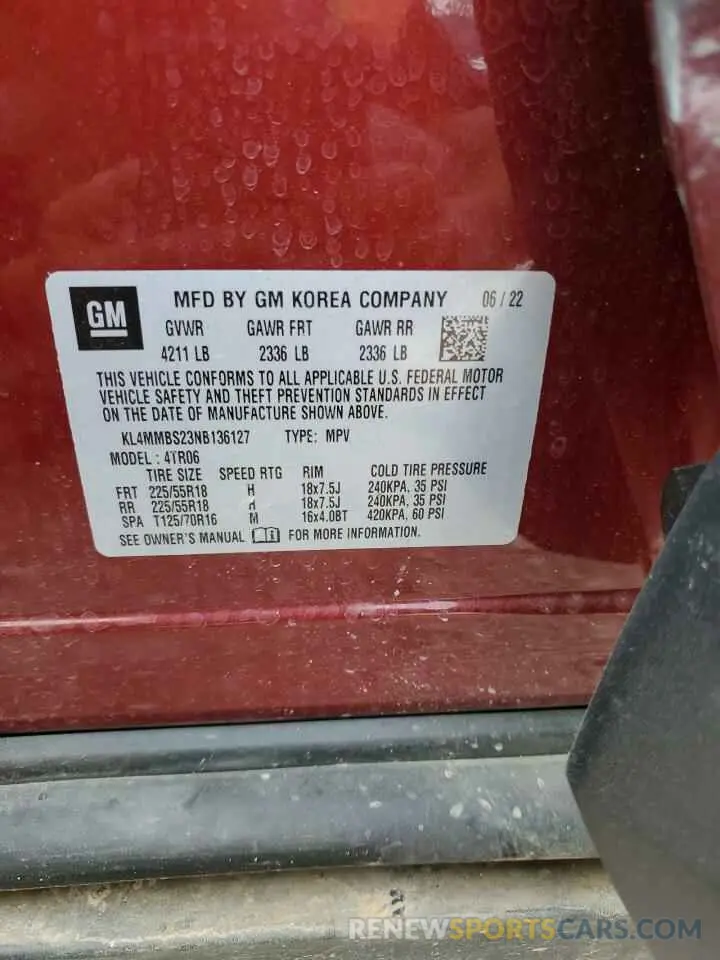 GM MFD BY GM KOREA COMPANY 06 / 22
GVWR GAWR FRT GAWR RR
4211 LB 2336 LB 2336 LB
THIS VEHICLE CONFORMS TO ALL APPLICABLE U.S. FEDERAL MOTOR
VEHICLE SAFETY AND THEFT PREVENTION STANDARDS IN EFFECT
ON THE DATE OF MANUFACTURE SHOWN ABOVE.
KL4MMBS23NB136127 TYPE: MPV
MODEL : 4TR06
TIRE SIZE SPEED RTG RIM COLD TIRE PRESSURE
FRT 225/55R18 H 18x7.5J 240KPA, 35 PSI
RR 225/55R18 H 18x7.5J 240KPA, 35 PSI
SPA T125/70R16 M 16x4.0BT 420KPA, 60 PSI
SEE OWNER'S MANUAL FOR MORE INFORMATION.
RENEWSPORTSCARS.COM